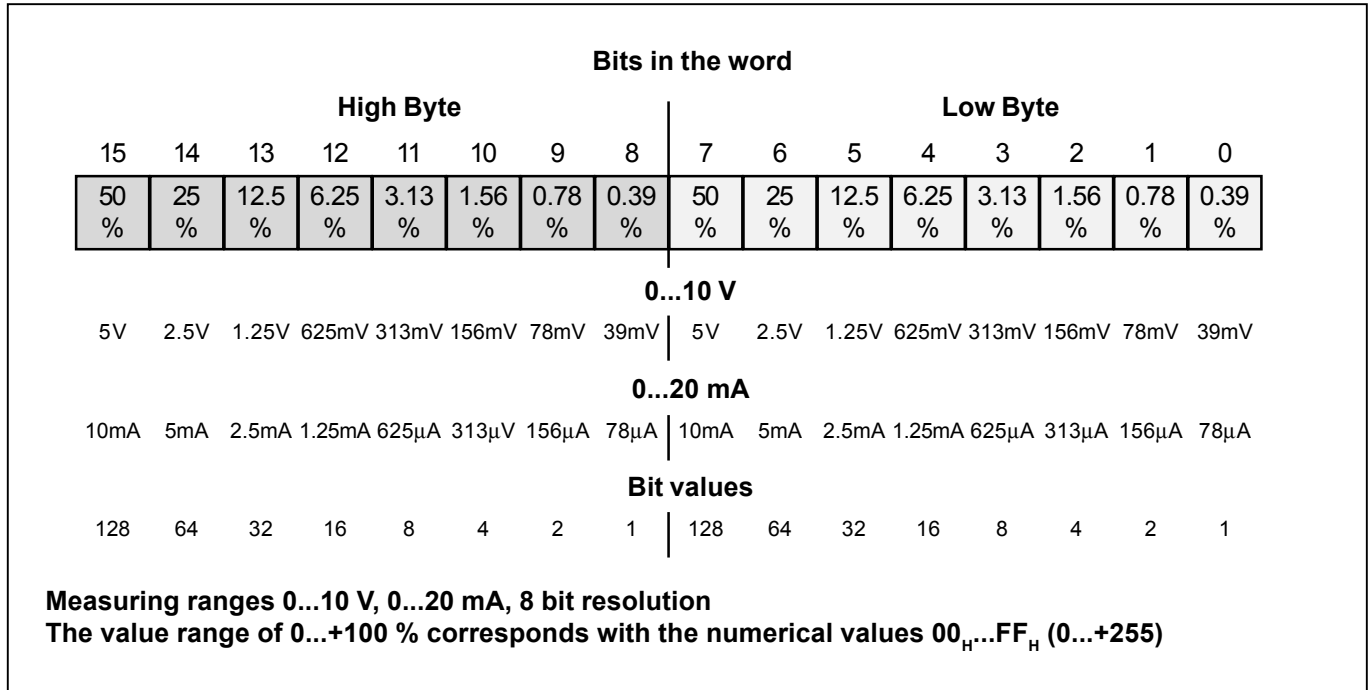 Bits in the word
High Byte Low Byte
15 14 13 12 11 10 9 8 7 6 5 4 3 2 1 0
50 25 12.5 6.25 3.13 1.56 0.78 0.39 50 25 12.5 6.25 3.13 1.56 0.78 0.39
% % % % % % % % % % % % % % % %
0...10 V
5V 2.5V 1.25V 625mV 313mV 156mV 78mV 39mV 5V 2.5V 1.25V 625mV 313mV 156mV 78mV 39mV
0...20 mA
10mA 5mA 2.5mA 1.25mA 625µA 313µV 156µA 78µA 10mA 5mA 2.5mA 1.25mA 625µA 313µA 156µA 78µA
Bit values
128 64 32 16 8 4 2 1 128 64 32 16 8 4 2 1
Measuring ranges 0...10 V, 0...20 mA, 8 bit resolution
The value range of 0...+100 % corresponds with the numerical values 00H...FFH (0...+255)